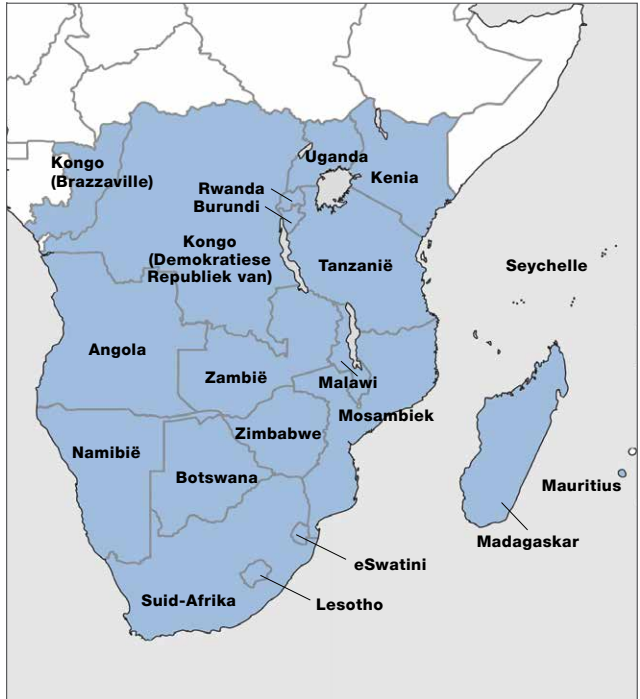 Uganda
Kongo
(Brazzaville)
Kenia
Rwanda
Burundi
Kongo
(Demokratiese
Republiek van)
Tanzanië
Seychelle
Angola
Zambië
Malawi
Mosambiek
Zimbabwe
Namibië
Botswana
Mauritius
Madagaskar
eSwatini
Suid-Afrika
Lesotho